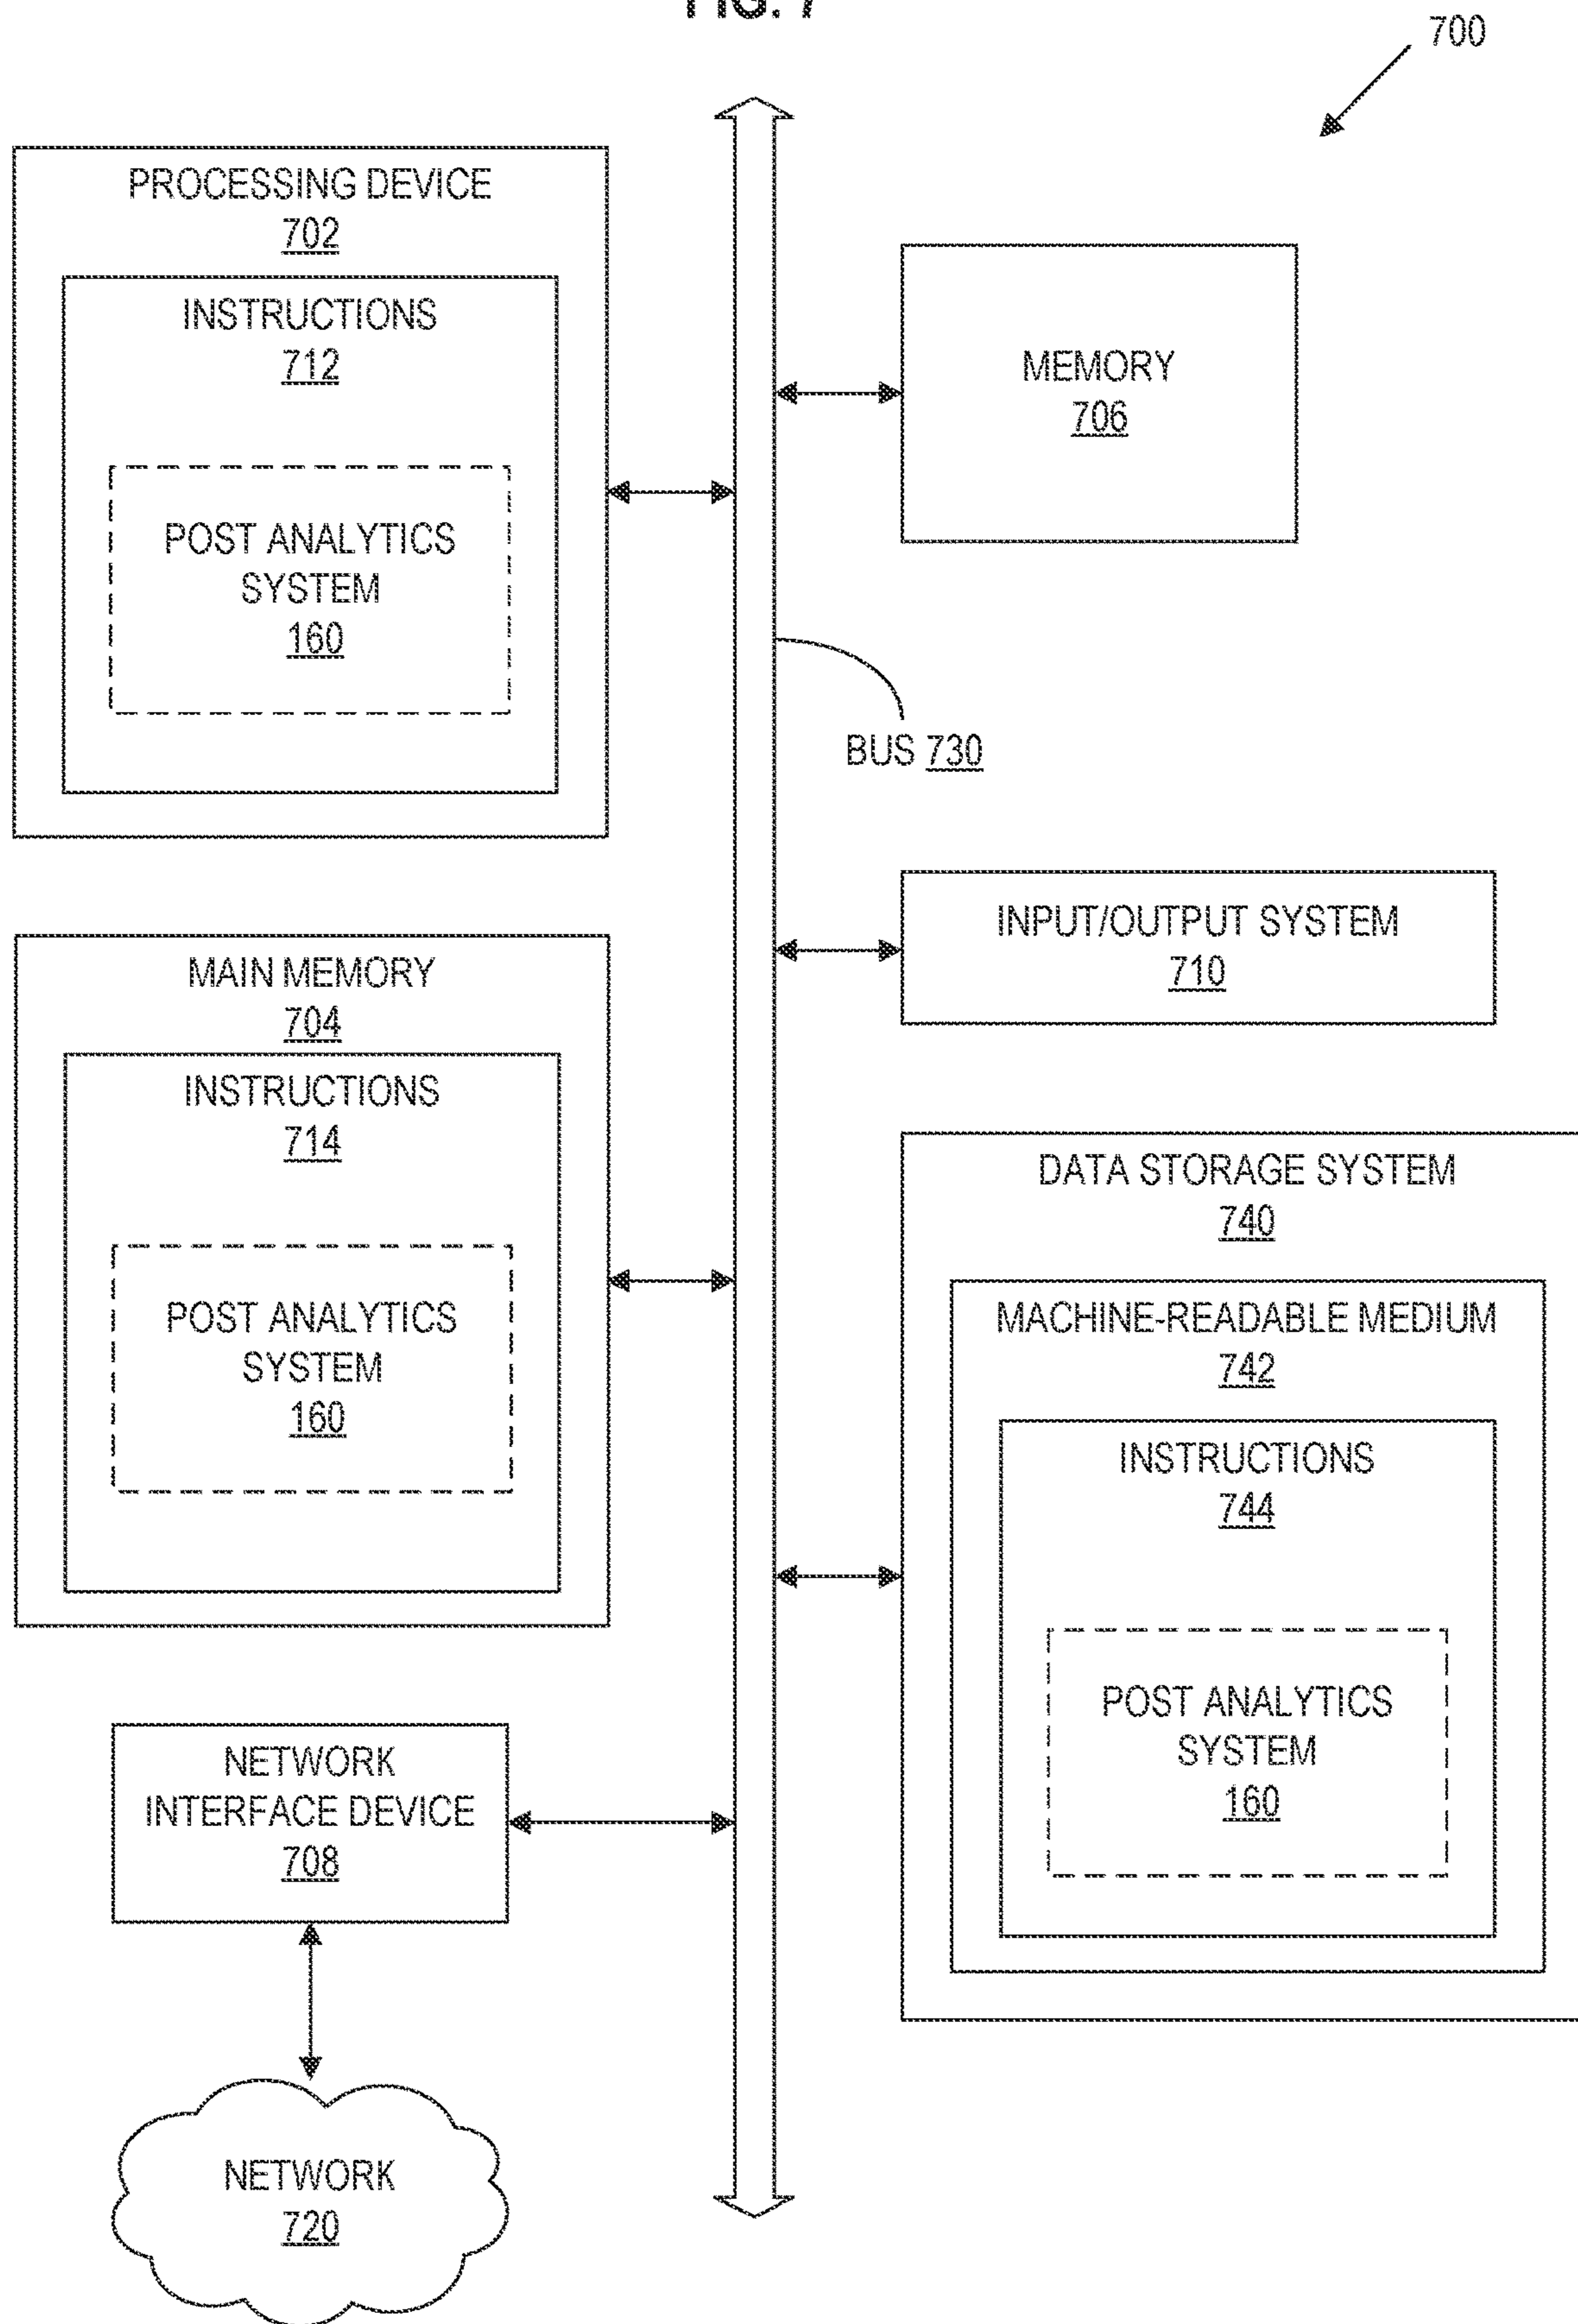 FIG. 7
700
PROCESSING DEVICE
702
INSTRUCTIONS
712
POST ANALYTICS
SYSTEM
160
MEMORY
706
BUS 730
INPUT/OUTPUT SYSTEM
710
MAIN MEMORY
704
INSTRUCTIONS
714
POST ANALYTICS
SYSTEM
160
DATA STORAGE SYSTEM
740
MACHINE-READABLE MEDIUM
742
INSTRUCTIONS
744
POST ANALYTICS
SYSTEM
160
NETWORK
INTERFACE DEVICE
708
NETWORK
720